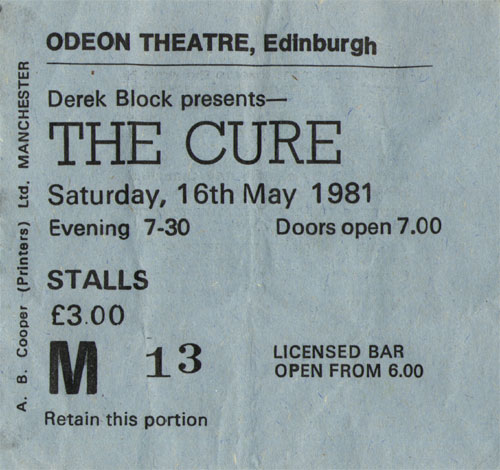 ODEON THEATRE, Edinburgh
Derek Block presents—
THE CURE
Saturday, 16th May 1981
Evening 7-30 Doors open 7.00
STALLS
£3.00
M 13
LICENSED BAR
OPEN FROM 6.00
Retain this portion
A. B. Cooper (Printers) Ltd. MANCHESTER